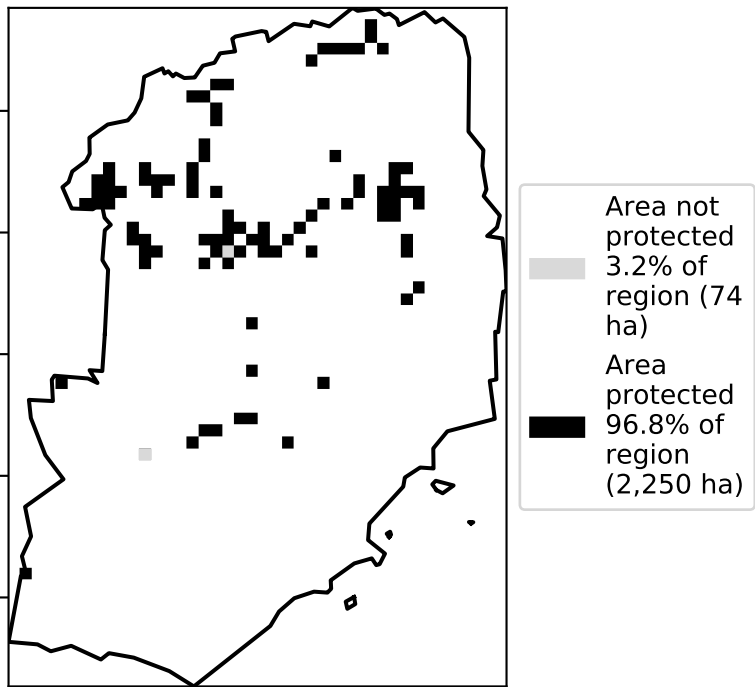 Area not
protected
3.2% of
region (74
ha)
Area
protected
96.8% of
region
(2,250 ha)